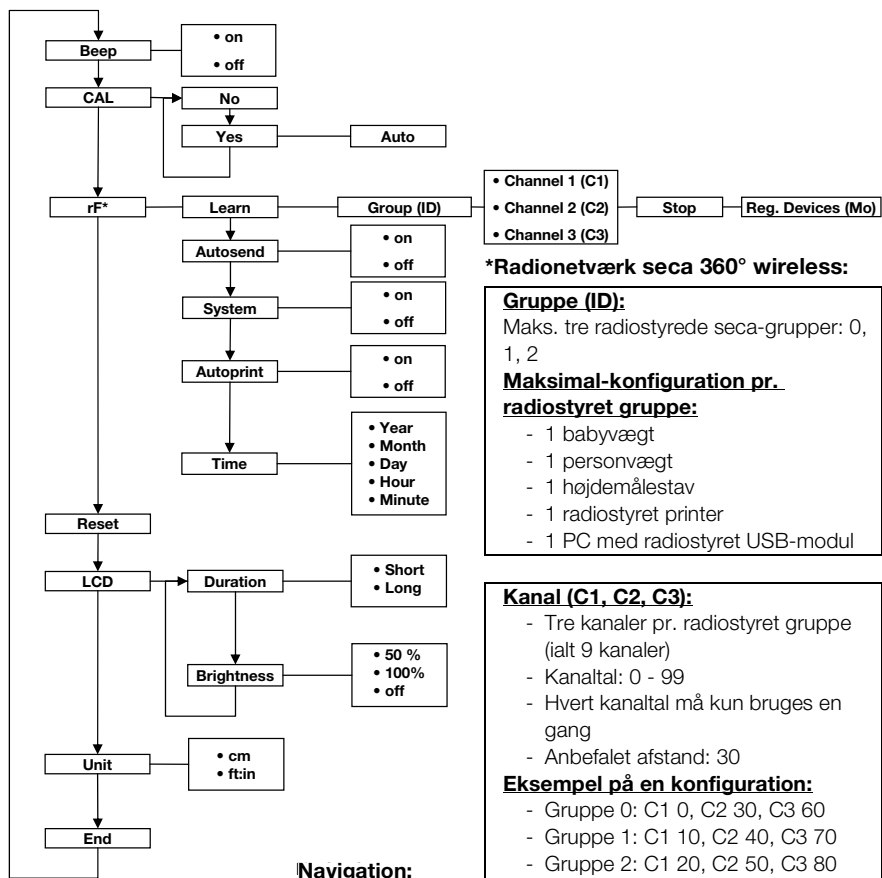 Beep
• on
• off
CAL
No
Yes
Auto
rF*
Learn
Group (ID)
• Channel 1 (C1)
• Channel 2 (C2)
• Channel 3 (C3)
Stop
Reg. Devices (Mo)
Autosend
• on
• off
System
• on
• off
Autoprint
• on
• off
Time
• Year
• Month
• Day
• Hour
• Minute
Reset
LCD
Duration
• Short
• Long
Brightness
• 50 %
• 100%
• off
Unit
• cm
• ft:in
End
*Radionetværk seca 360° wireless:
Gruppe (ID):
Maks. tre radiostyrede seca-grupper: 0,
1, 2
Maksimal-konfiguration pr.
radiostyret gruppe:
- 1 babyvægt
- 1 personvægt
- 1 højdemålestav
- 1 radiostyret printer
- 1 PC med radiostyret USB-modul
Kanal (C1, C2, C3):
- Tre kanaler pr. radiostyret gruppe
(ialt 9 kanaler)
- Kanaltal: 0 - 99
- Hvert kanaltal må kun bruges en
gang
- Anbefalet afstand: 30
Eksempel på en konfiguration:
- Gruppe 0: C1 0, C2 30, C3 60
- Gruppe 1: C1 10, C2 40, C3 70
- Gruppe 2: C1 20, C2 50, C3 80
Navigation: